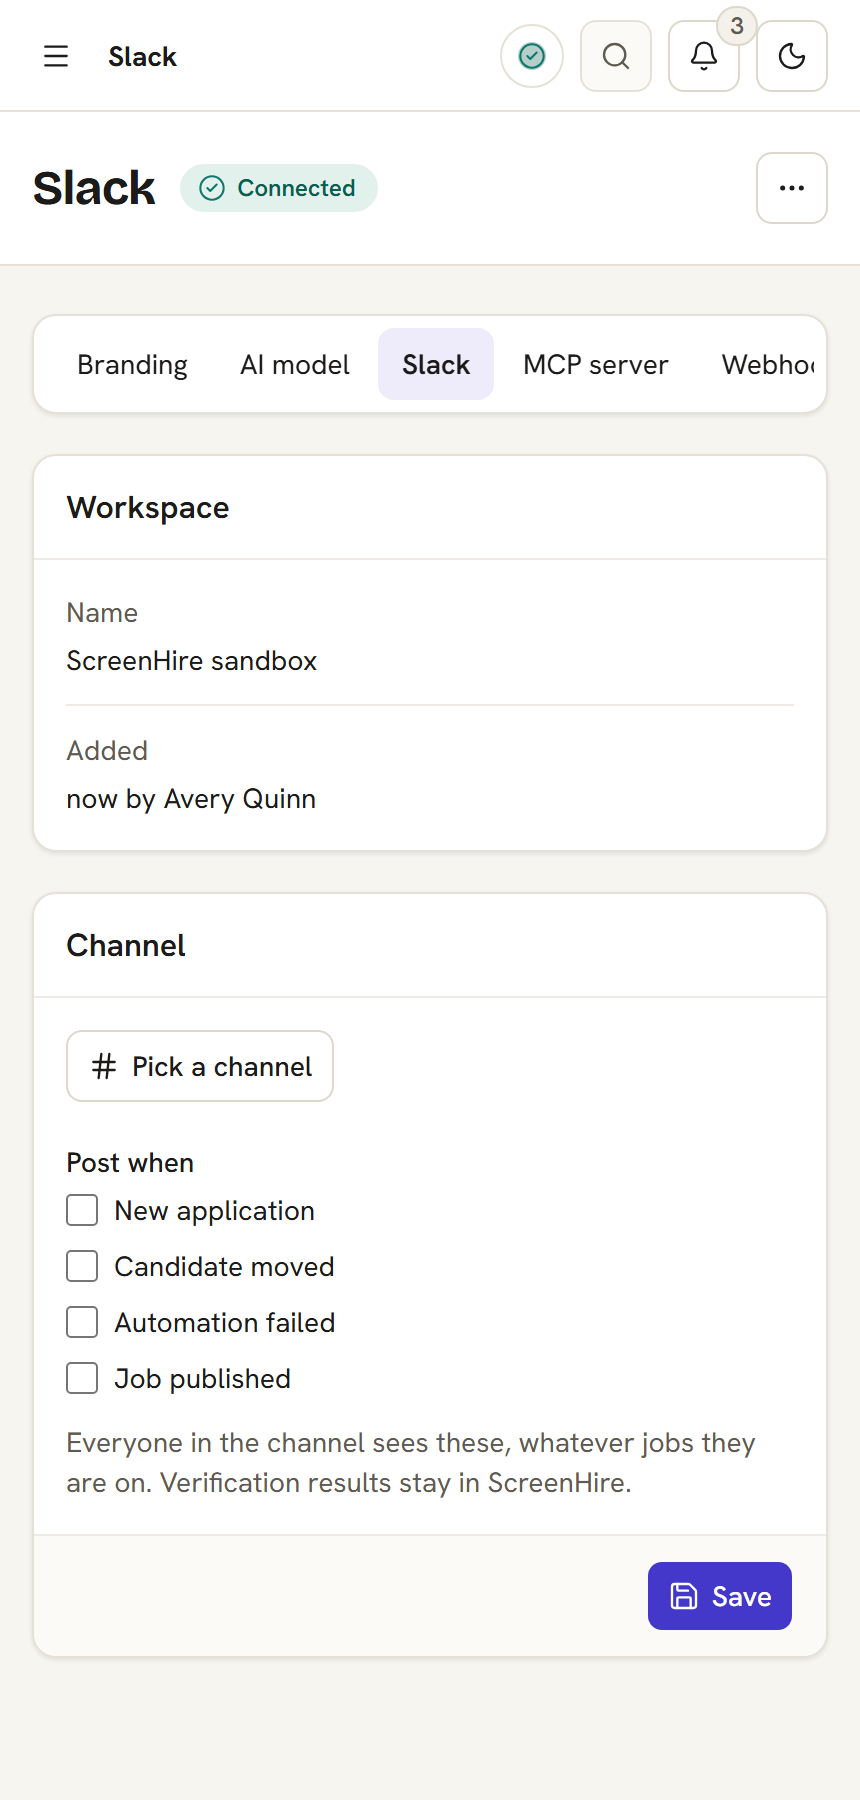 Slack
3
Slack
Connected
Branding
AI model
Slack
MCP server
Webhoo
Workspace
Name
ScreenHire sandbox
Added
now by Avery Quinn
Channel
Pick a channel
Post when
New application
Candidate moved
Automation failed
Job published
Everyone in the channel sees these, whatever jobs they
are on. Verification results stay in ScreenHire.
Save